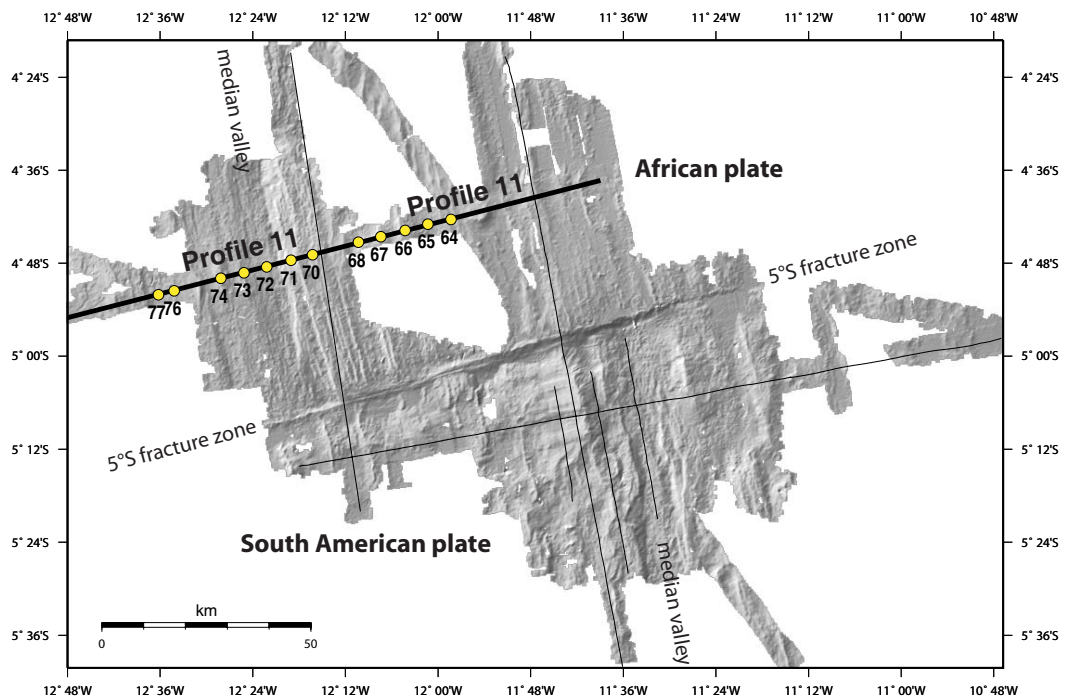 12° 48'W 12° 36'W 12° 24'W 12° 12'W 12° 00'W 11° 48'W 11° 36'W 11° 24'W 11° 12'W 11° 00'W 10° 48'W
4° 24'S
4° 24'S
median valley
4° 36'S
African plate
4° 36'S
Profile 11
Profile 11
64
65
66
67
68
70
71
72
73
74
76
77
4° 48'S
4° 48'S
5°S fracture zone
5° 00'S
5° 00'S
5°S fracture zone
5° 12'S
5° 12'S
South American plate
5° 24'S
5° 24'S
median valley
km
0
50
5° 36'S
5° 36'S
12° 48'W 12° 36'W 12° 24'W 12° 12'W 12° 00'W 11° 48'W 11° 36'W 11° 24'W 11° 12'W 11° 00'W 10° 48'W